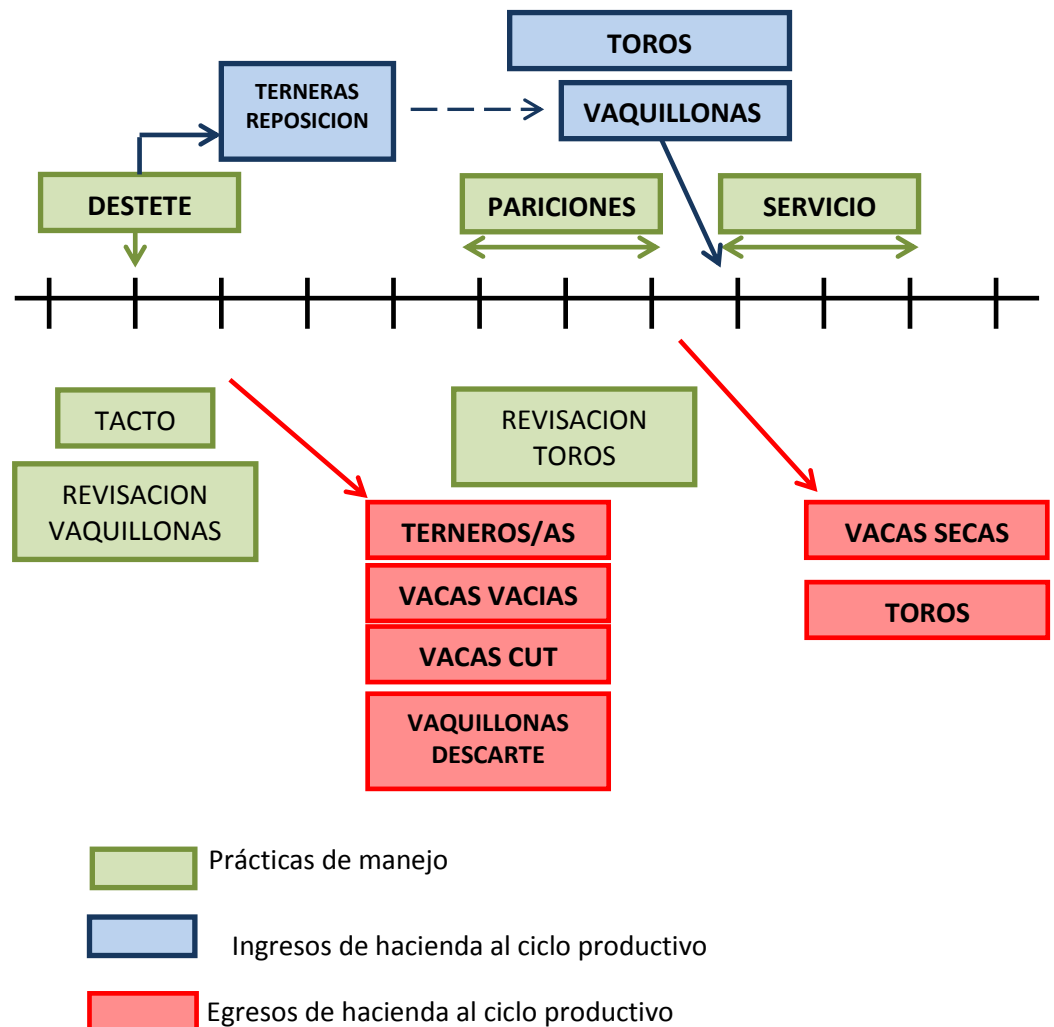 TOROS
TERNERAS
REPOSICION
VAQUILLONAS
DESTETE
PARICIONES
SERVICIO
TACTO
REVISACION
VAQUILLONAS
REVISACION
TOROS
TERNEROS/AS
VACAS VACIAS
VACAS CUT
VAQUILLONAS
DESCARTE
VACAS SECAS
TOROS
Prácticas de manejo
Ingresos de hacienda al ciclo productivo
Egresos de hacienda al ciclo productivo